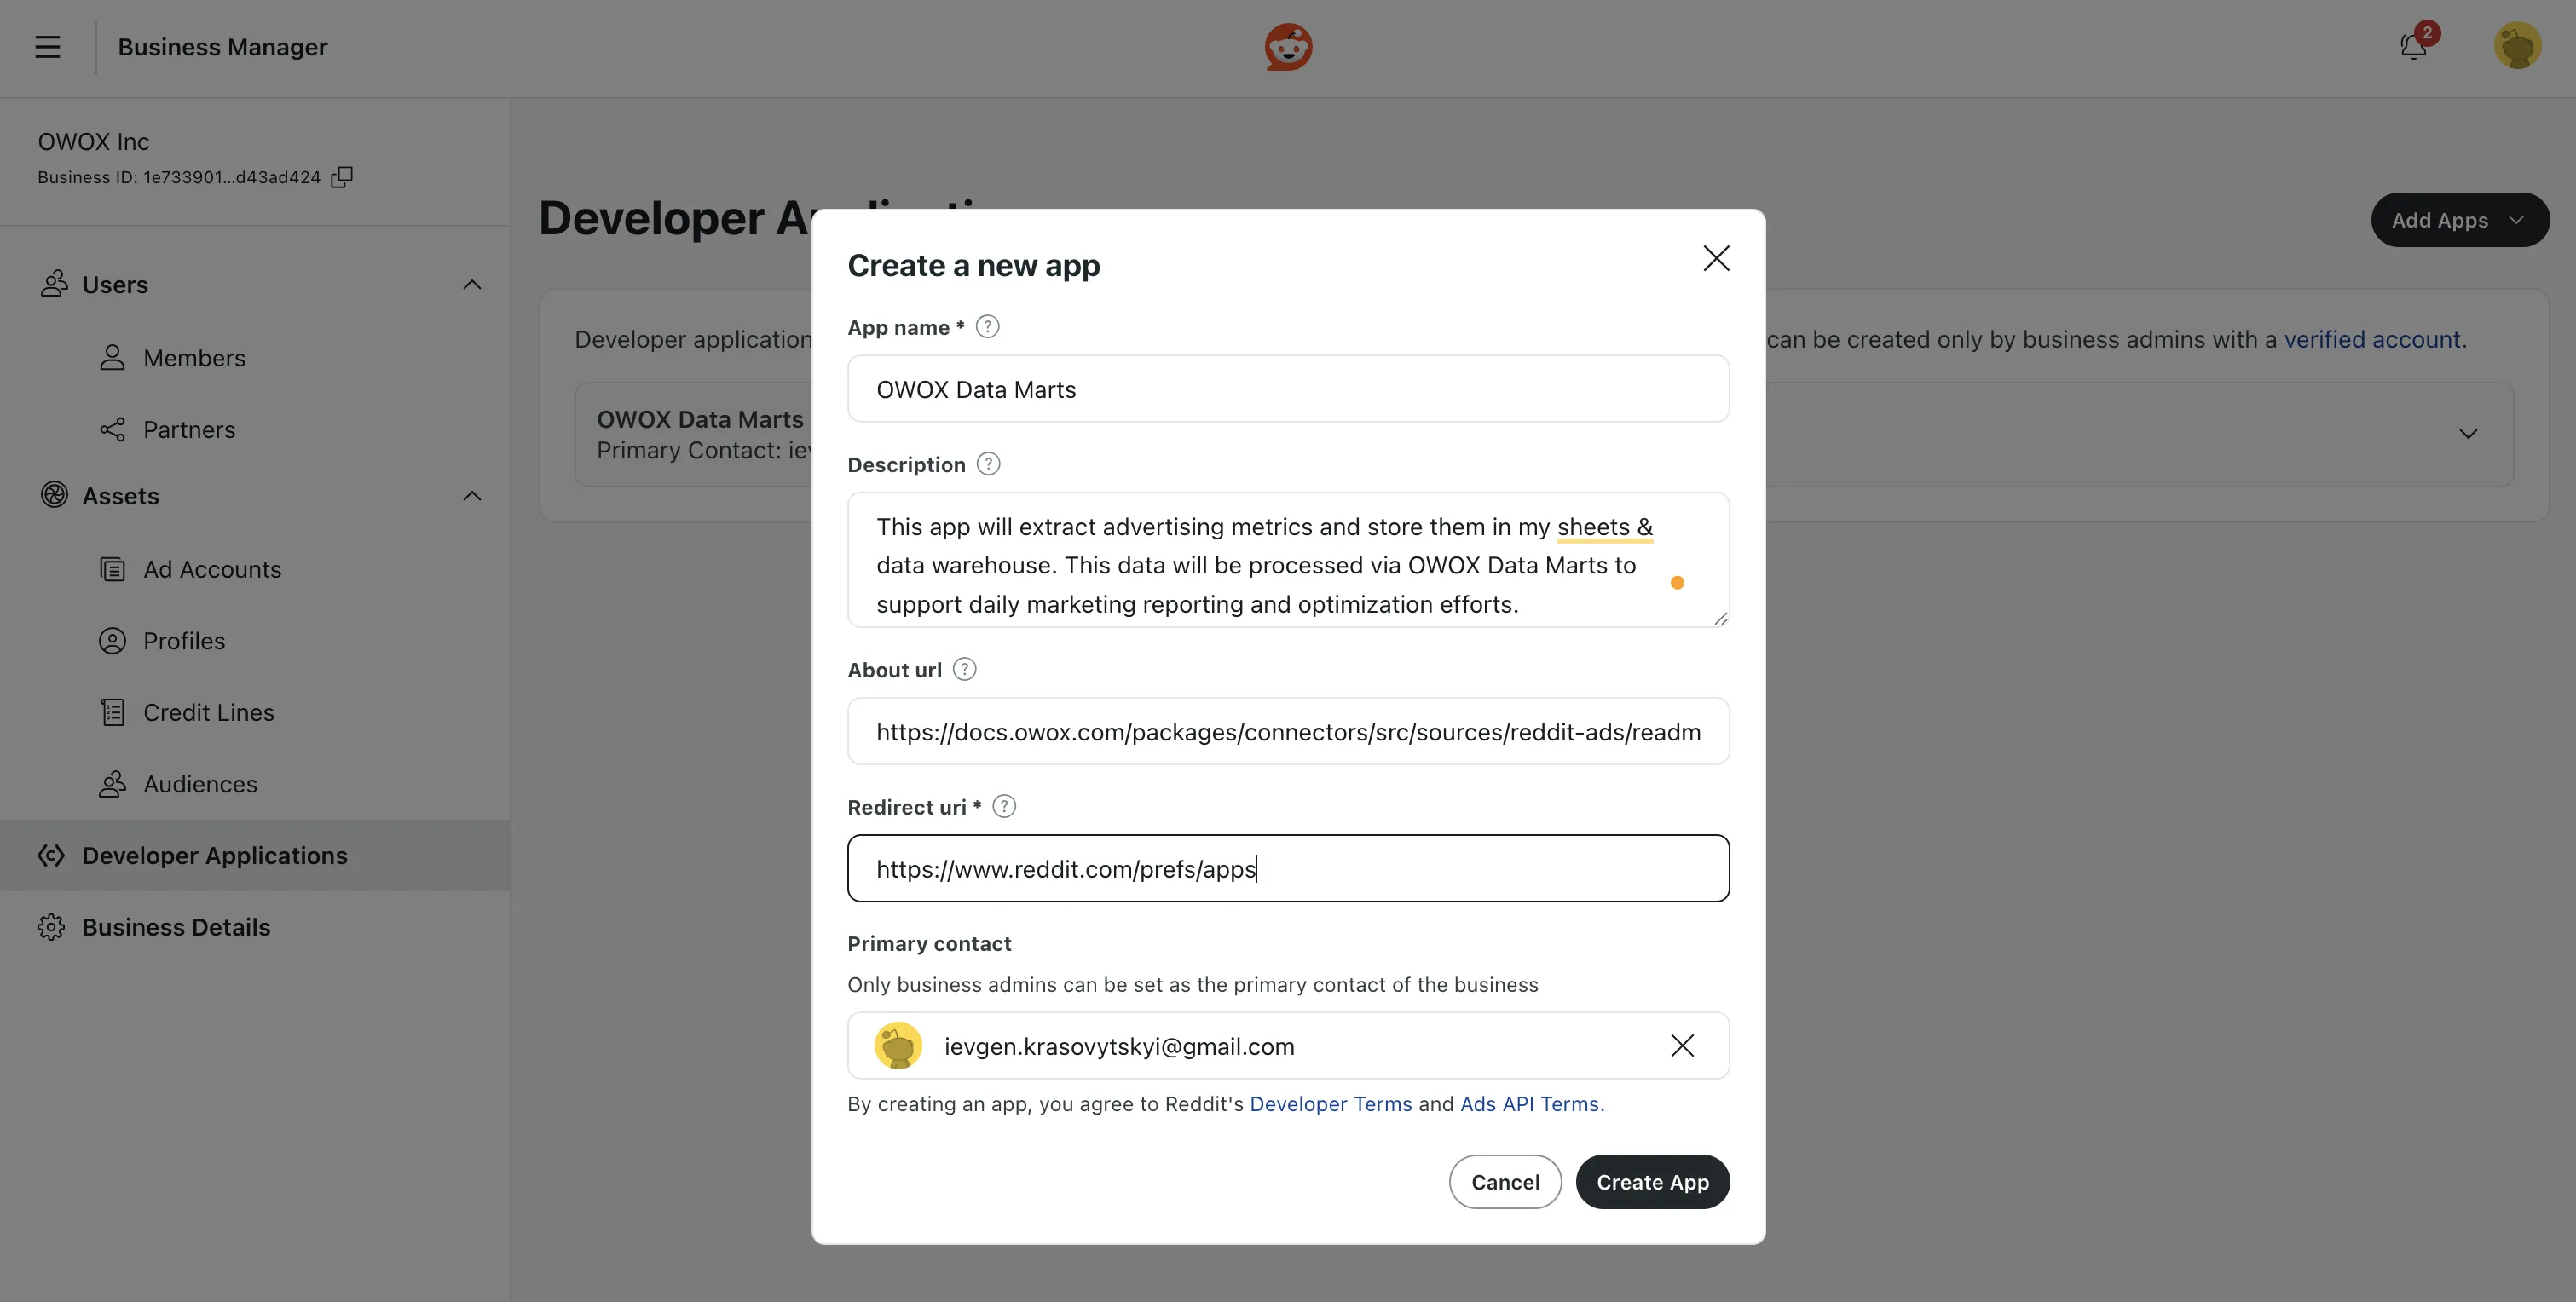 Business Manager
2
OWOX Inc
Business ID: 1e733901...d43ad424
Users
Members
Partners
Assets
Ad Accounts
Profiles
Credit Lines
Audiences
Developer Applications
Business Details
Developer
Add Apps
Developer application
can be created only by business admins with a verified account.
OWOX Data Marts
Primary Contact:
Create a new app
App name * ?
OWOX Data Marts
Description ?
This app will extract advertising metrics and store them in my sheets &
data warehouse. This data will be processed via OWOX Data Marts to
support daily marketing reporting and optimization efforts.
About url ?
https://docs.owox.com/packages/connectors/src/sources/reddit-ads/readm
Redirect uri * ?
https://www.reddit.com/prefs/apps
Primary contact
Only business admins can be set as the primary contact of the business
ievgen.krasovytskyi@gmail.com
By creating an app, you agree to Reddit's Developer Terms and Ads API Terms.
Cancel
Create App